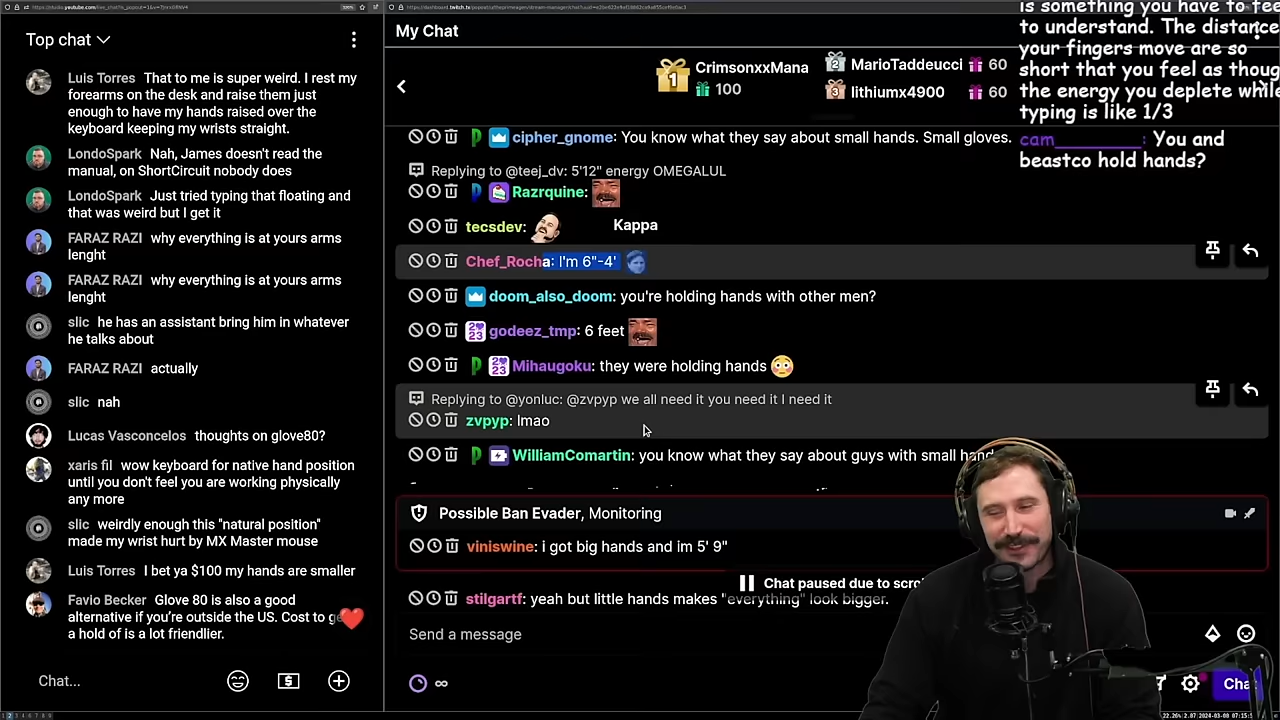 Top chat
Luis Torres That to me is super weird. I rest my
forearms on the desk and raise them just
enough to have my hands raised over the
keyboard keeping my wrists straight.
LondoSpark Nah, James doesn't read the
manual, on ShortCircuit nobody does
LondoSpark Just tried typing that floating and
that was weird but I get it
FARAZ RAZI why everything is at yours arms
lenght
FARAZ RAZI why everything is at yours arms
lenght
slic he has an assistant bring him in whatever
he talks about
FARAZ RAZI actually
slic nah
Lucas Vasconcelos thoughts on glove80?
xaris fil wow keyboard for native hand position
until you don't feel you are working physically
any more
slic weirdly enough this "natural position"
made my wrist hurt by MX Master mouse
Luis Torres I bet ya $100 my hands are smaller
Favio Becker Glove 80 is also a good
alternative if you're outside the US. Cost to
a hold of is a lot friendlier.
Chat...
My Chat
1 CrimsonxxMana
100
2 MarioTaddeucci 60
3 lithiumx4900 60
cipher_gnome: You know what they say about small hands. Small gloves.
Replying to @teej_dv: 5'12" energy OMEGALUL
Razrquine:
tecsdev: Kappa
Chef_Rocha: I'm 6"-4'
doom_also_doom: you're holding hands with other men?
godeez_tmp: 6 feet
Mihaugoku: they were holding hands
Replying to @yonluc: @zvpyp we all need it you need it I need it
zvpyp: lmao
WilliamComartin: you know what they say about guys with small hand
Possible Ban Evader, Monitoring
viniswine: i got big hands and im 5' 9"
Chat paused due to scro
stilgartf: yeah but little hands makes "everything" look bigger.
Send a message
Cha
is something you have to fee
to understand. The distance
your fingers move are so
short that you feel as thoug
the energy you deplete while
typing is like 1/3
cam________: You and
beastco hold hands?